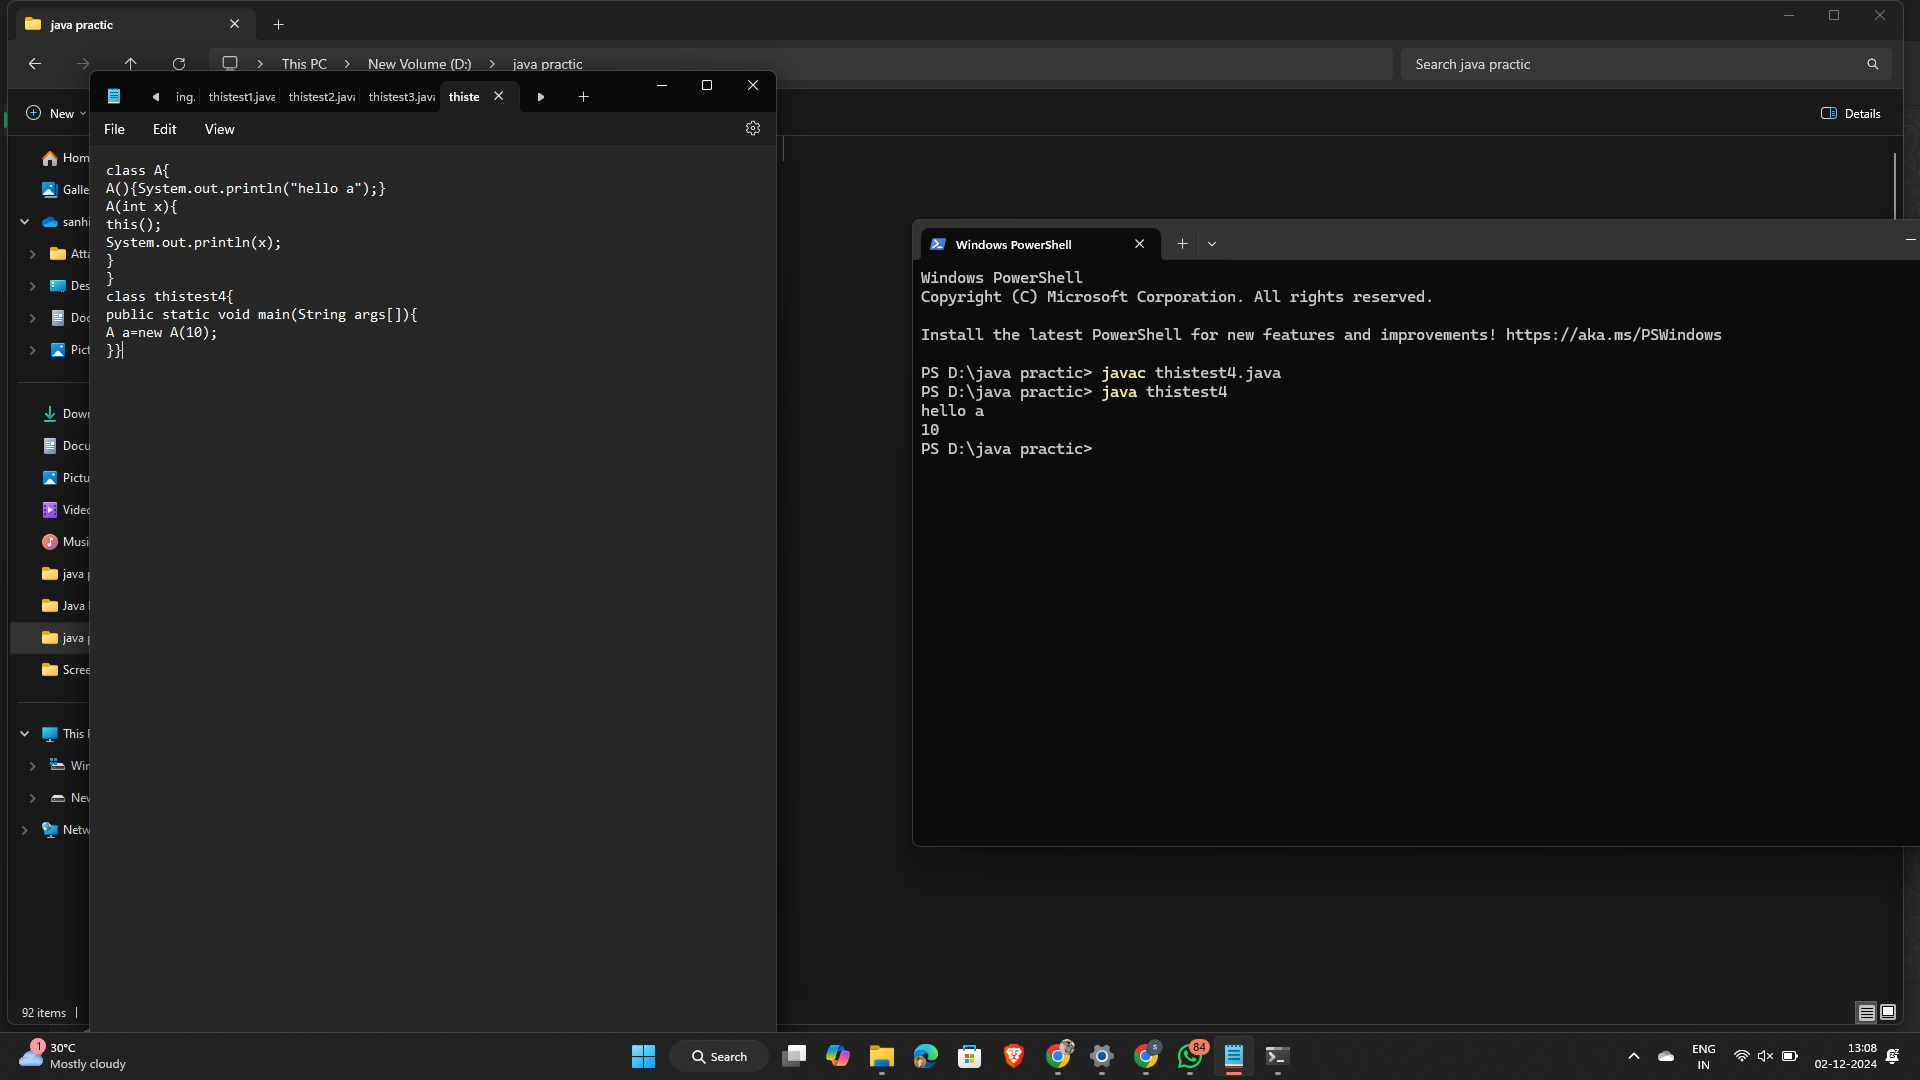 java practic
This PC > New Volume (D:) > java practic
Search java practic
New
Details
ing.
thistest1.java
thistest2.java
thistest3.java
thiste
File Edit View
class A{
A(){System.out.println("hello a");}
A(int x){
this();
System.out.println(x);
}
}
class thistest4{
public static void main(String args[]){
A a=new A(10);
}}
Hom
Galle
sanhi
Atta
Des
Doc
Pict
Down
Docu
Pictu
Video
Musi
java p
Java
java p
Scree
This
Win
New
Netw
92 items
Windows PowerShell
Windows PowerShell
Copyright (C) Microsoft Corporation. All rights reserved.
Install the latest PowerShell for new features and improvements! https://aka.ms/PSWindows
PS D:\java practic> javac thistest4.java
PS D:\java practic> java thistest4
hello a
10
PS D:\java practic>
1
30°C
Mostly cloudy
Search
S
84
ENG
IN
13:08
02-12-2024